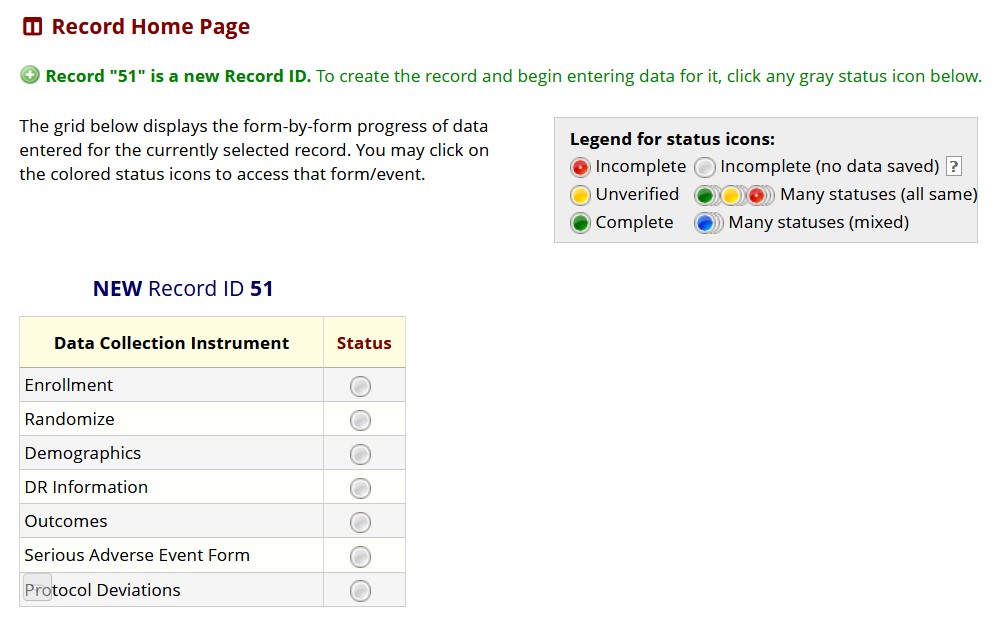 Record Home Page
Record "51" is a new Record ID. To create the record and begin entering data for it, click any gray status icon below.
The grid below displays the form-by-form progress of data
entered for the currently selected record. You may click on
the colored status icons to access that form/event.
Legend for status icons:
Incomplete Incomplete (no data saved) ?
Unverified Many statuses (all same)
Complete Many statuses (mixed)
NEW Record ID 51
Data Collection Instrument Status
Enrollment
Randomize
Demographics
DR Information
Outcomes
Serious Adverse Event Form
Protocol Deviations